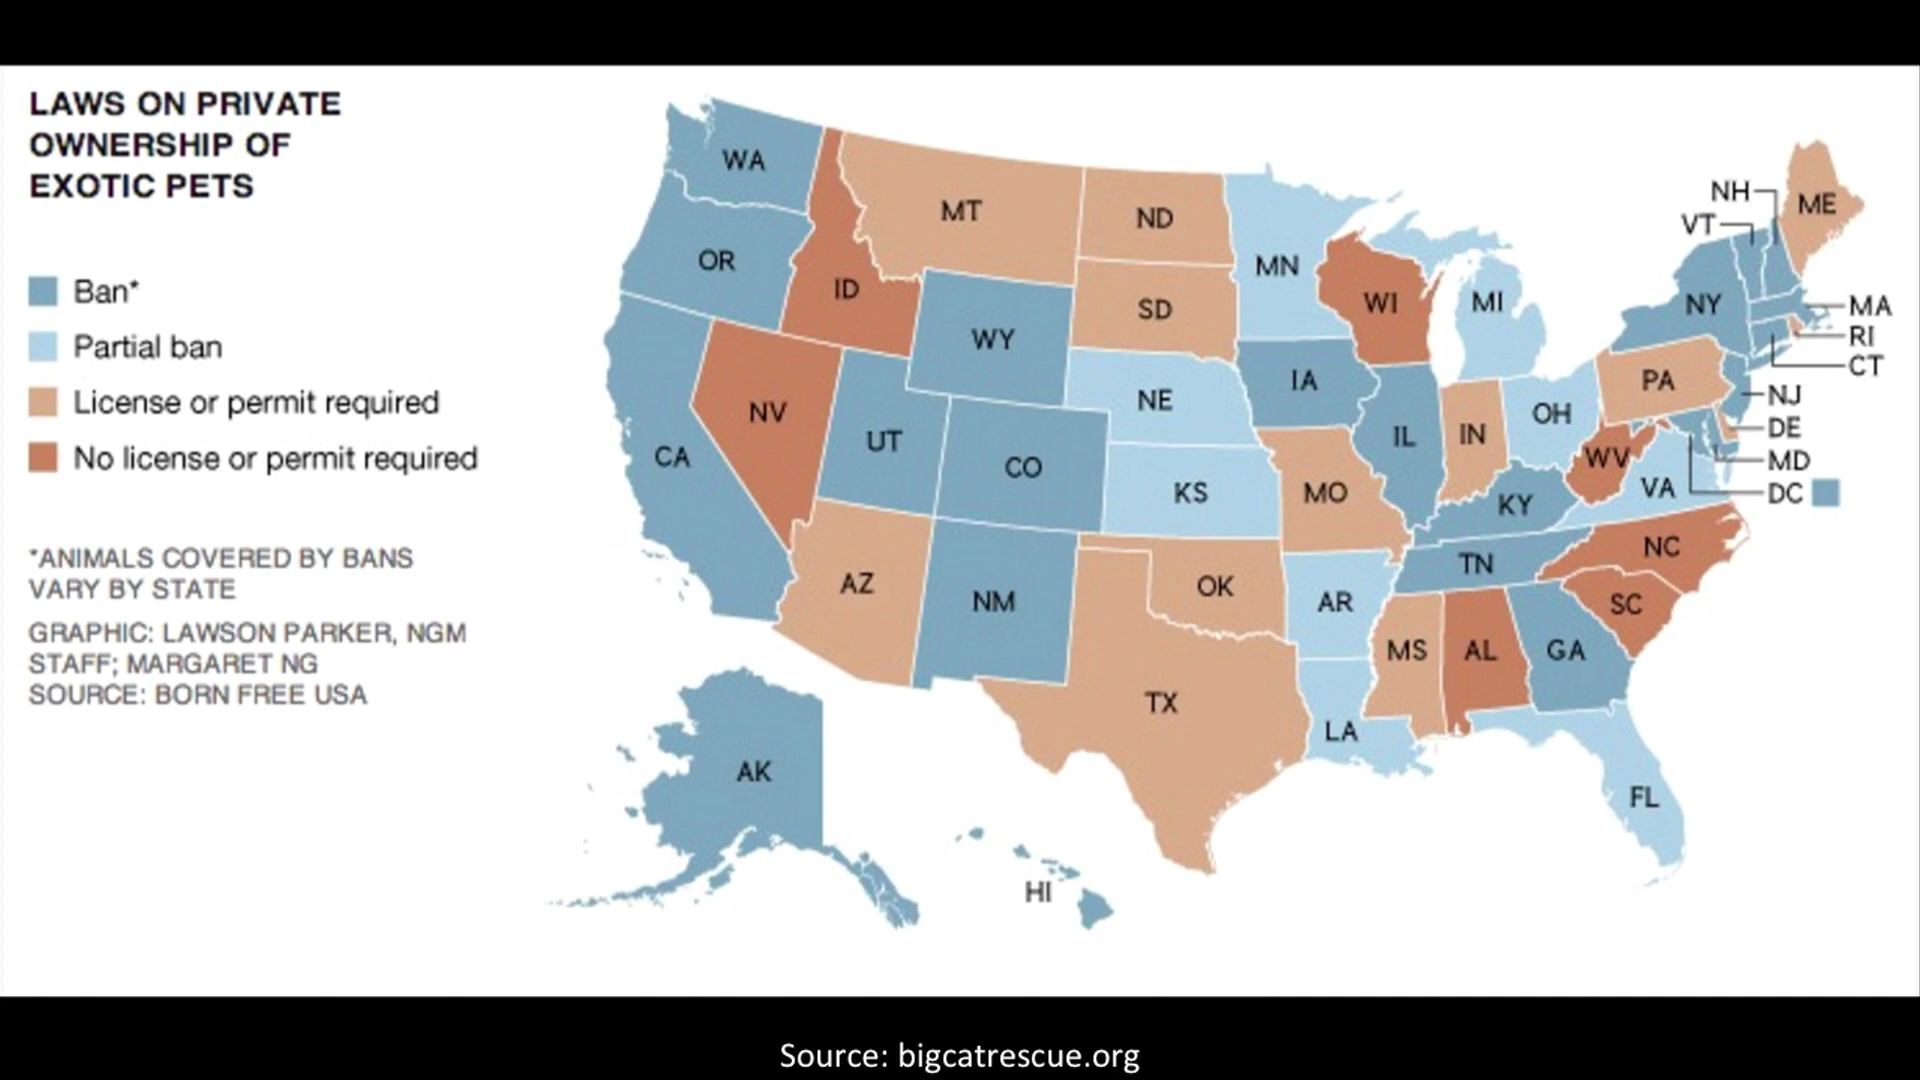 LAWS ON PRIVATE
OWNERSHIP OF
EXOTIC PETS
Ban*
Partial ban
License or permit required
No license or permit required
*ANIMALS COVERED BY BANS
VARY BY STATE
GRAPHIC: LAWSON PARKER, NGM
STAFF; MARGARET NG
SOURCE: BORN FREE USA
WA
OR
CA
ID
NV
MT
WY
UT
CO
AZ
NM
ND
SD
NE
KS
OK
TX
MN
IA
MO
AR
LA
WI
IL
MI
IN
OH
KY
TN
MS
AL
GA
FL
SC
NC
VA
WV
PA
NY
VT
NH
ME
MA
RI
CT
NJ
DE
MD
DC
AK
HI
Source: bigcatrescue.org